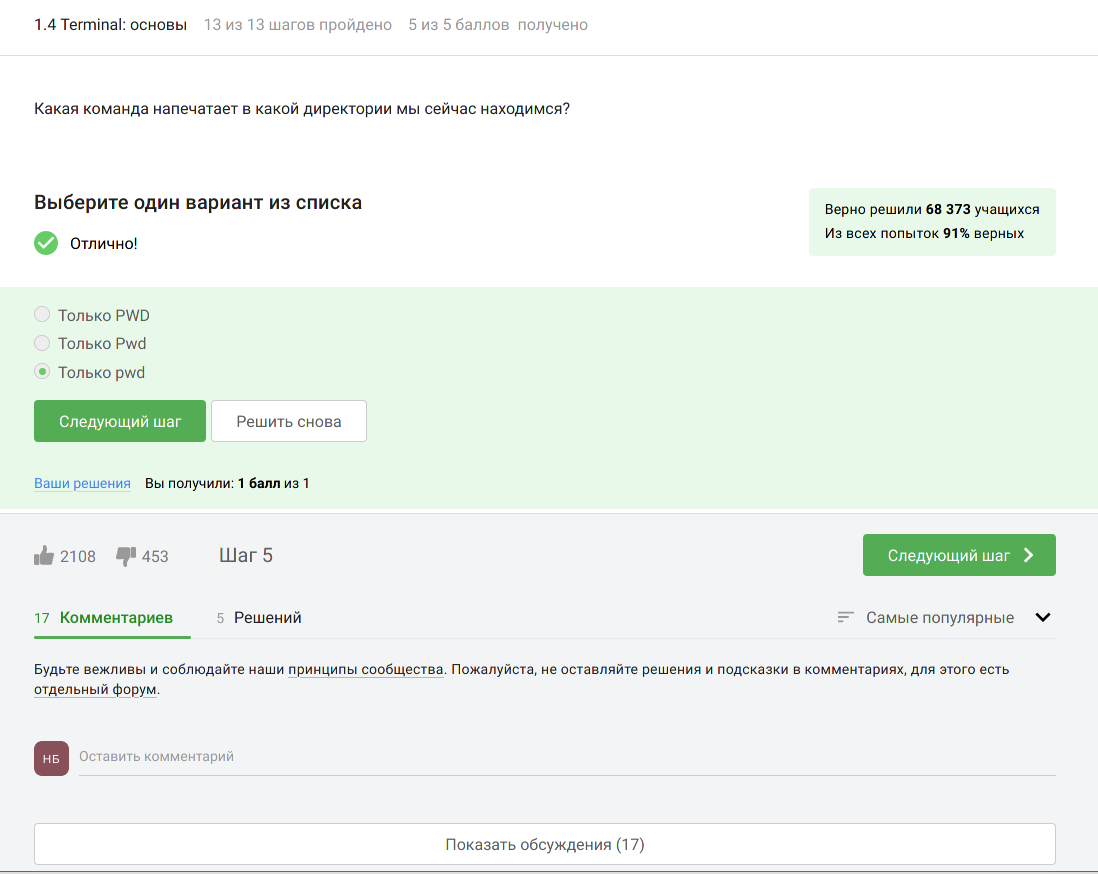 1.4 Terminal: основы 13 из 13 шагов пройдено 5 из 5 баллов получено
Какая команда напечатает в какой директории мы сейчас находимся?
Выберите один вариант из списка
Отлично!
Верно решили 68 373 учащихся
Из всех попыток 91% верных
Только PWD
Только Pwd
Только pwd
Следующий шаг Решить снова
Ваши решения Вы получили: 1 балл из 1
2108 453 Шаг 5 Следующий шаг
17 Комментариев 5 Решений Самые популярные
Будьте вежливы и соблюдайте наши принципы сообщества. Пожалуйста, не оставляйте решения и подсказки в комментариях, для этого есть
отдельный форум.
НБ Оставить комментарий
Показать обсуждения (17)